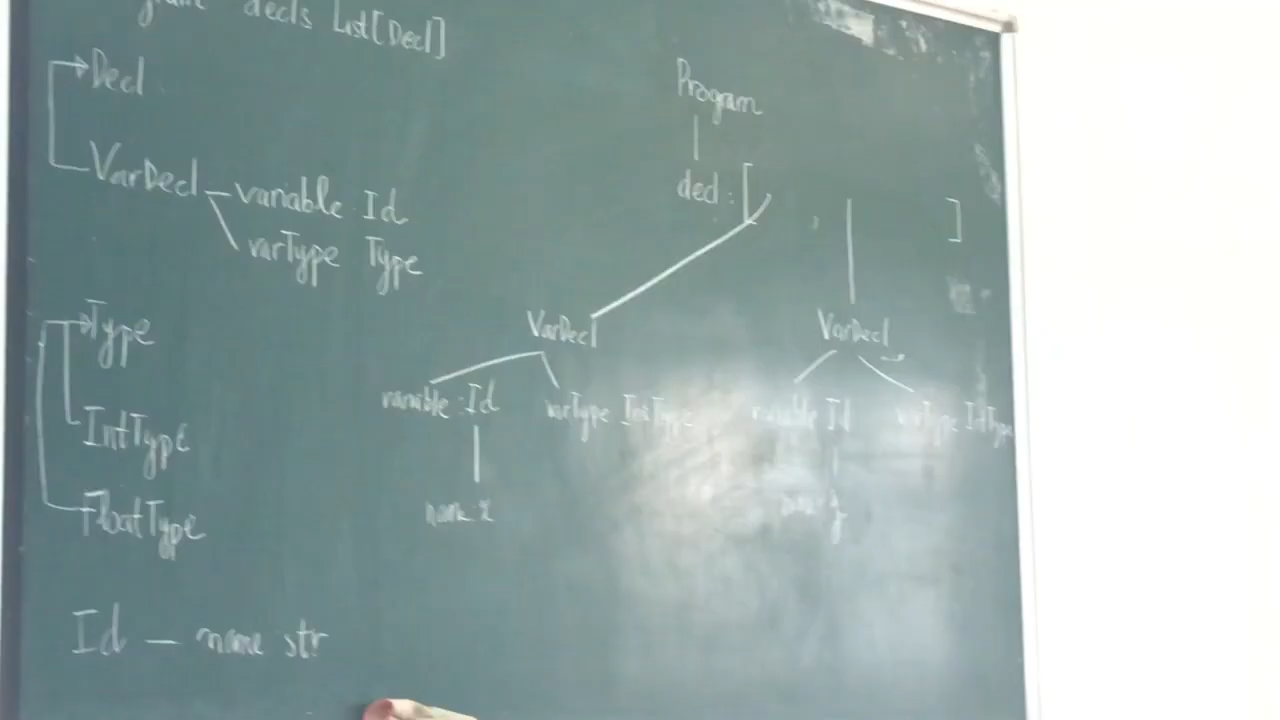 decls List[Decl]
Decl
VarDecl variable Id
varType Type
Type
IntType
FloatType
Id - name str
Program
decl : [ , ]
VarDecl
variable : Id varType IntType
name x
VarDecl
variable Id varType IntType
name y